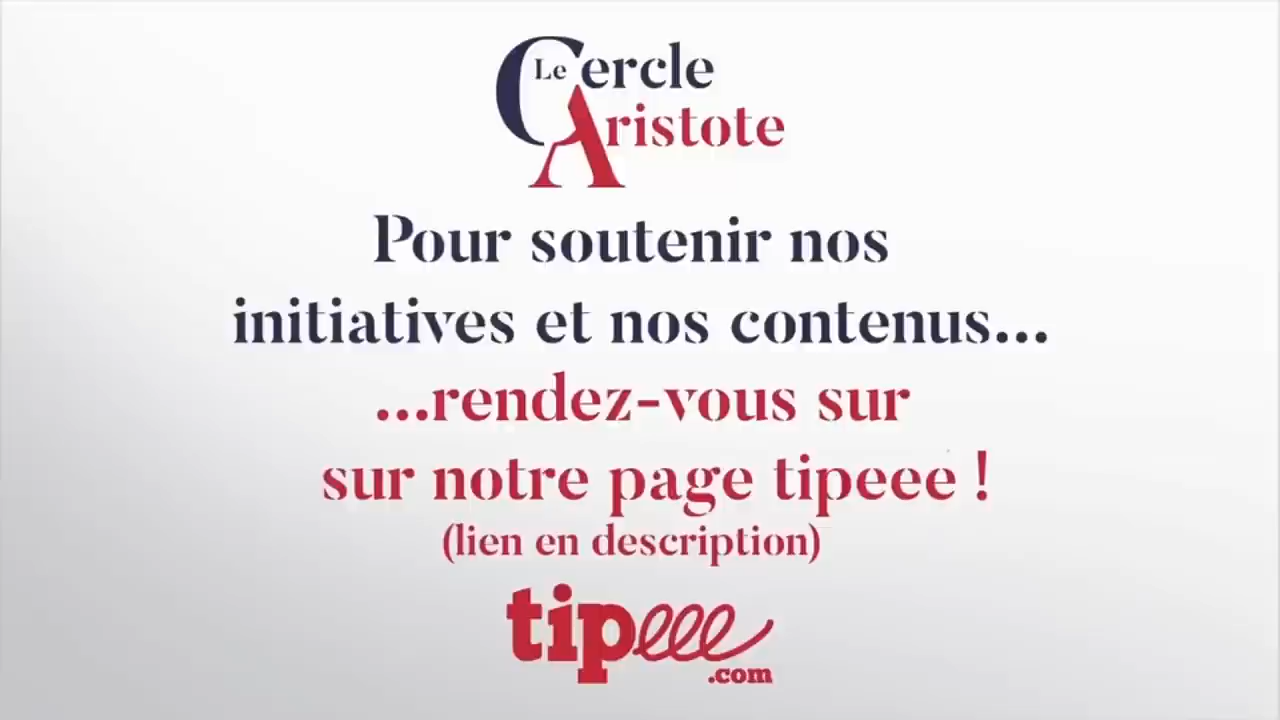 Le Cercle
Aristote
Pour soutenir nos
initiatives et nos contenus...
...rendez-vous sur
sur notre page tipeee !
(lien en description)
tipeee
.com